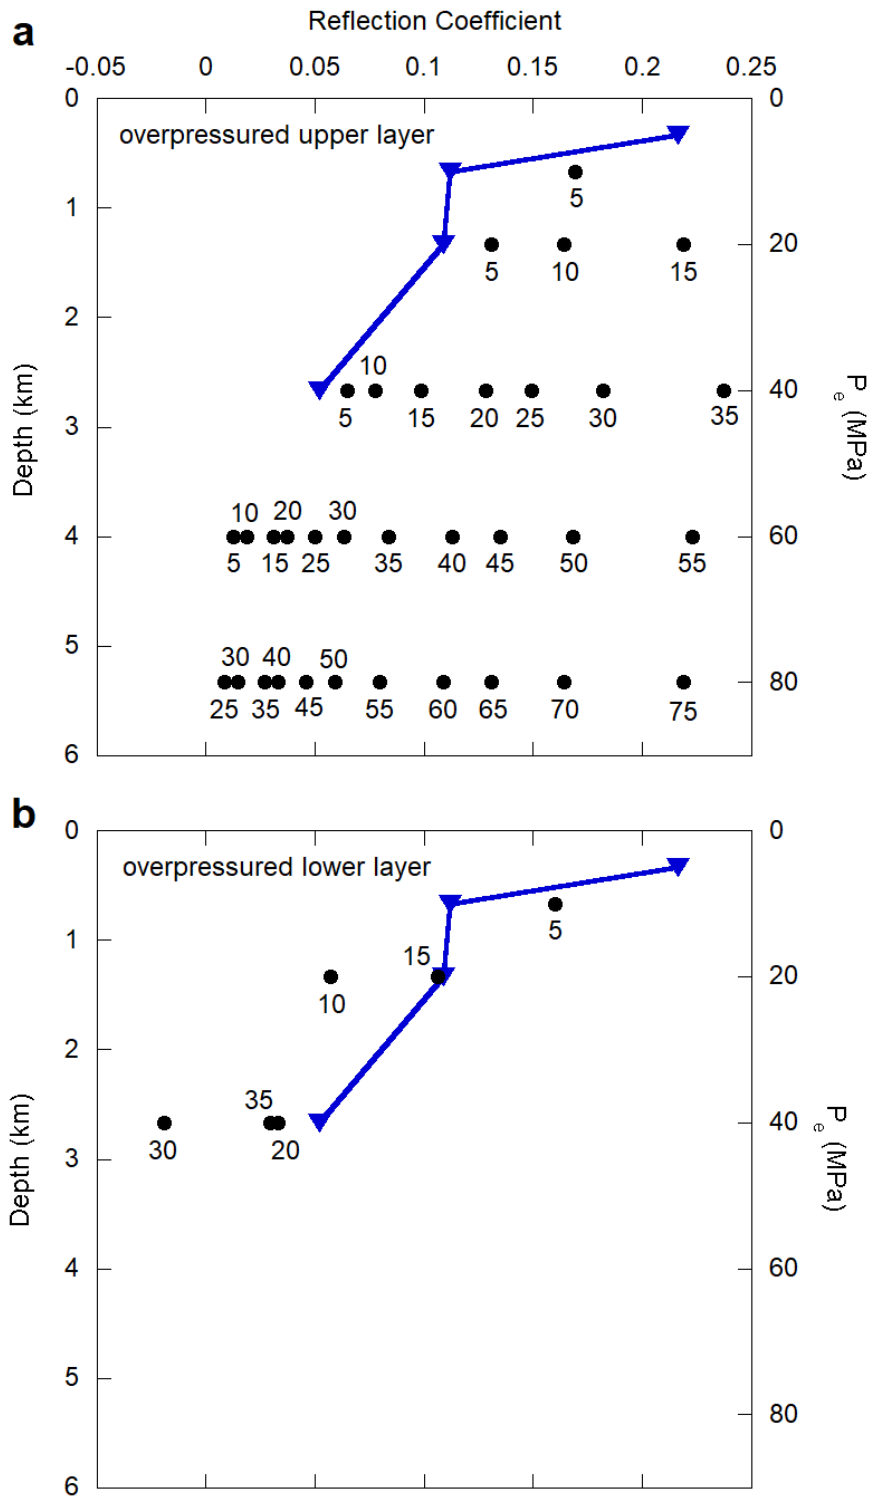 a
Reflection Coefficient
-0.05 0 0.05 0.1 0.15 0.2 0.25
0 0
overpressured upper layer
5
1
20
5 10 15
2
10
40
5 15 20 25 30 35
3
Depth (km)
P e (MPa)
10 20 30
4 60
5 15 25 35 40 45 50 55
5
30 40 50
80
25 35 45 55 60 65 70 75
6
b
0 0
overpressured lower layer
5
1
15
20
10
2
35
40
30 20
3
Depth (km)
P e (MPa)
4 60
5
80
6